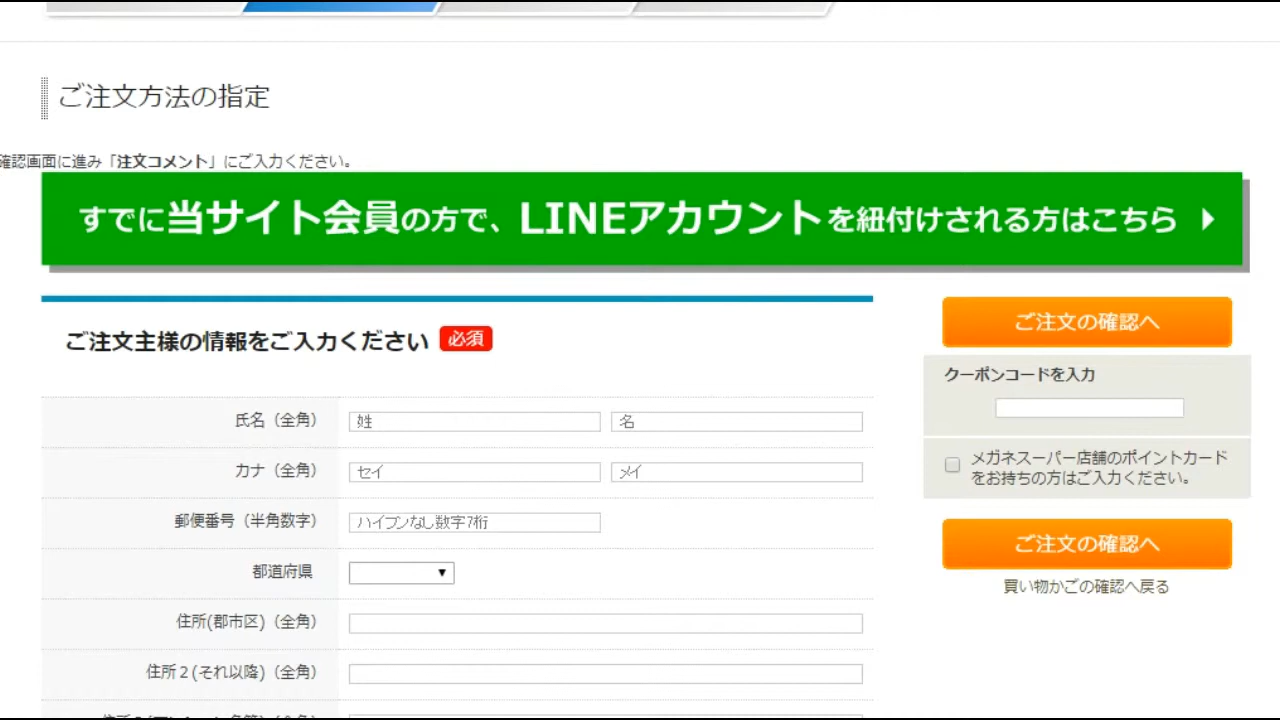 ご注文方法の指定
確認画面に進み「注文コメント」にご入力ください。
すでに当サイト会員の方で、LINEアカウントを紐付けされる方はこちら
ご注文主様の情報をご入力ください 必須
氏名（全角） 姓 名
カナ（全角） セイ メイ
郵便番号（半角数字） ハイフンなし数字7桁
都道府県
住所(郡市区)（全角）
住所２(それ以降)（全角）
ご注文の確認へ
クーポンコードを入力
メガネスーパー店舗のポイントカード
をお持ちの方はご入力ください。
ご注文の確認へ
買い物かごの確認へ戻る